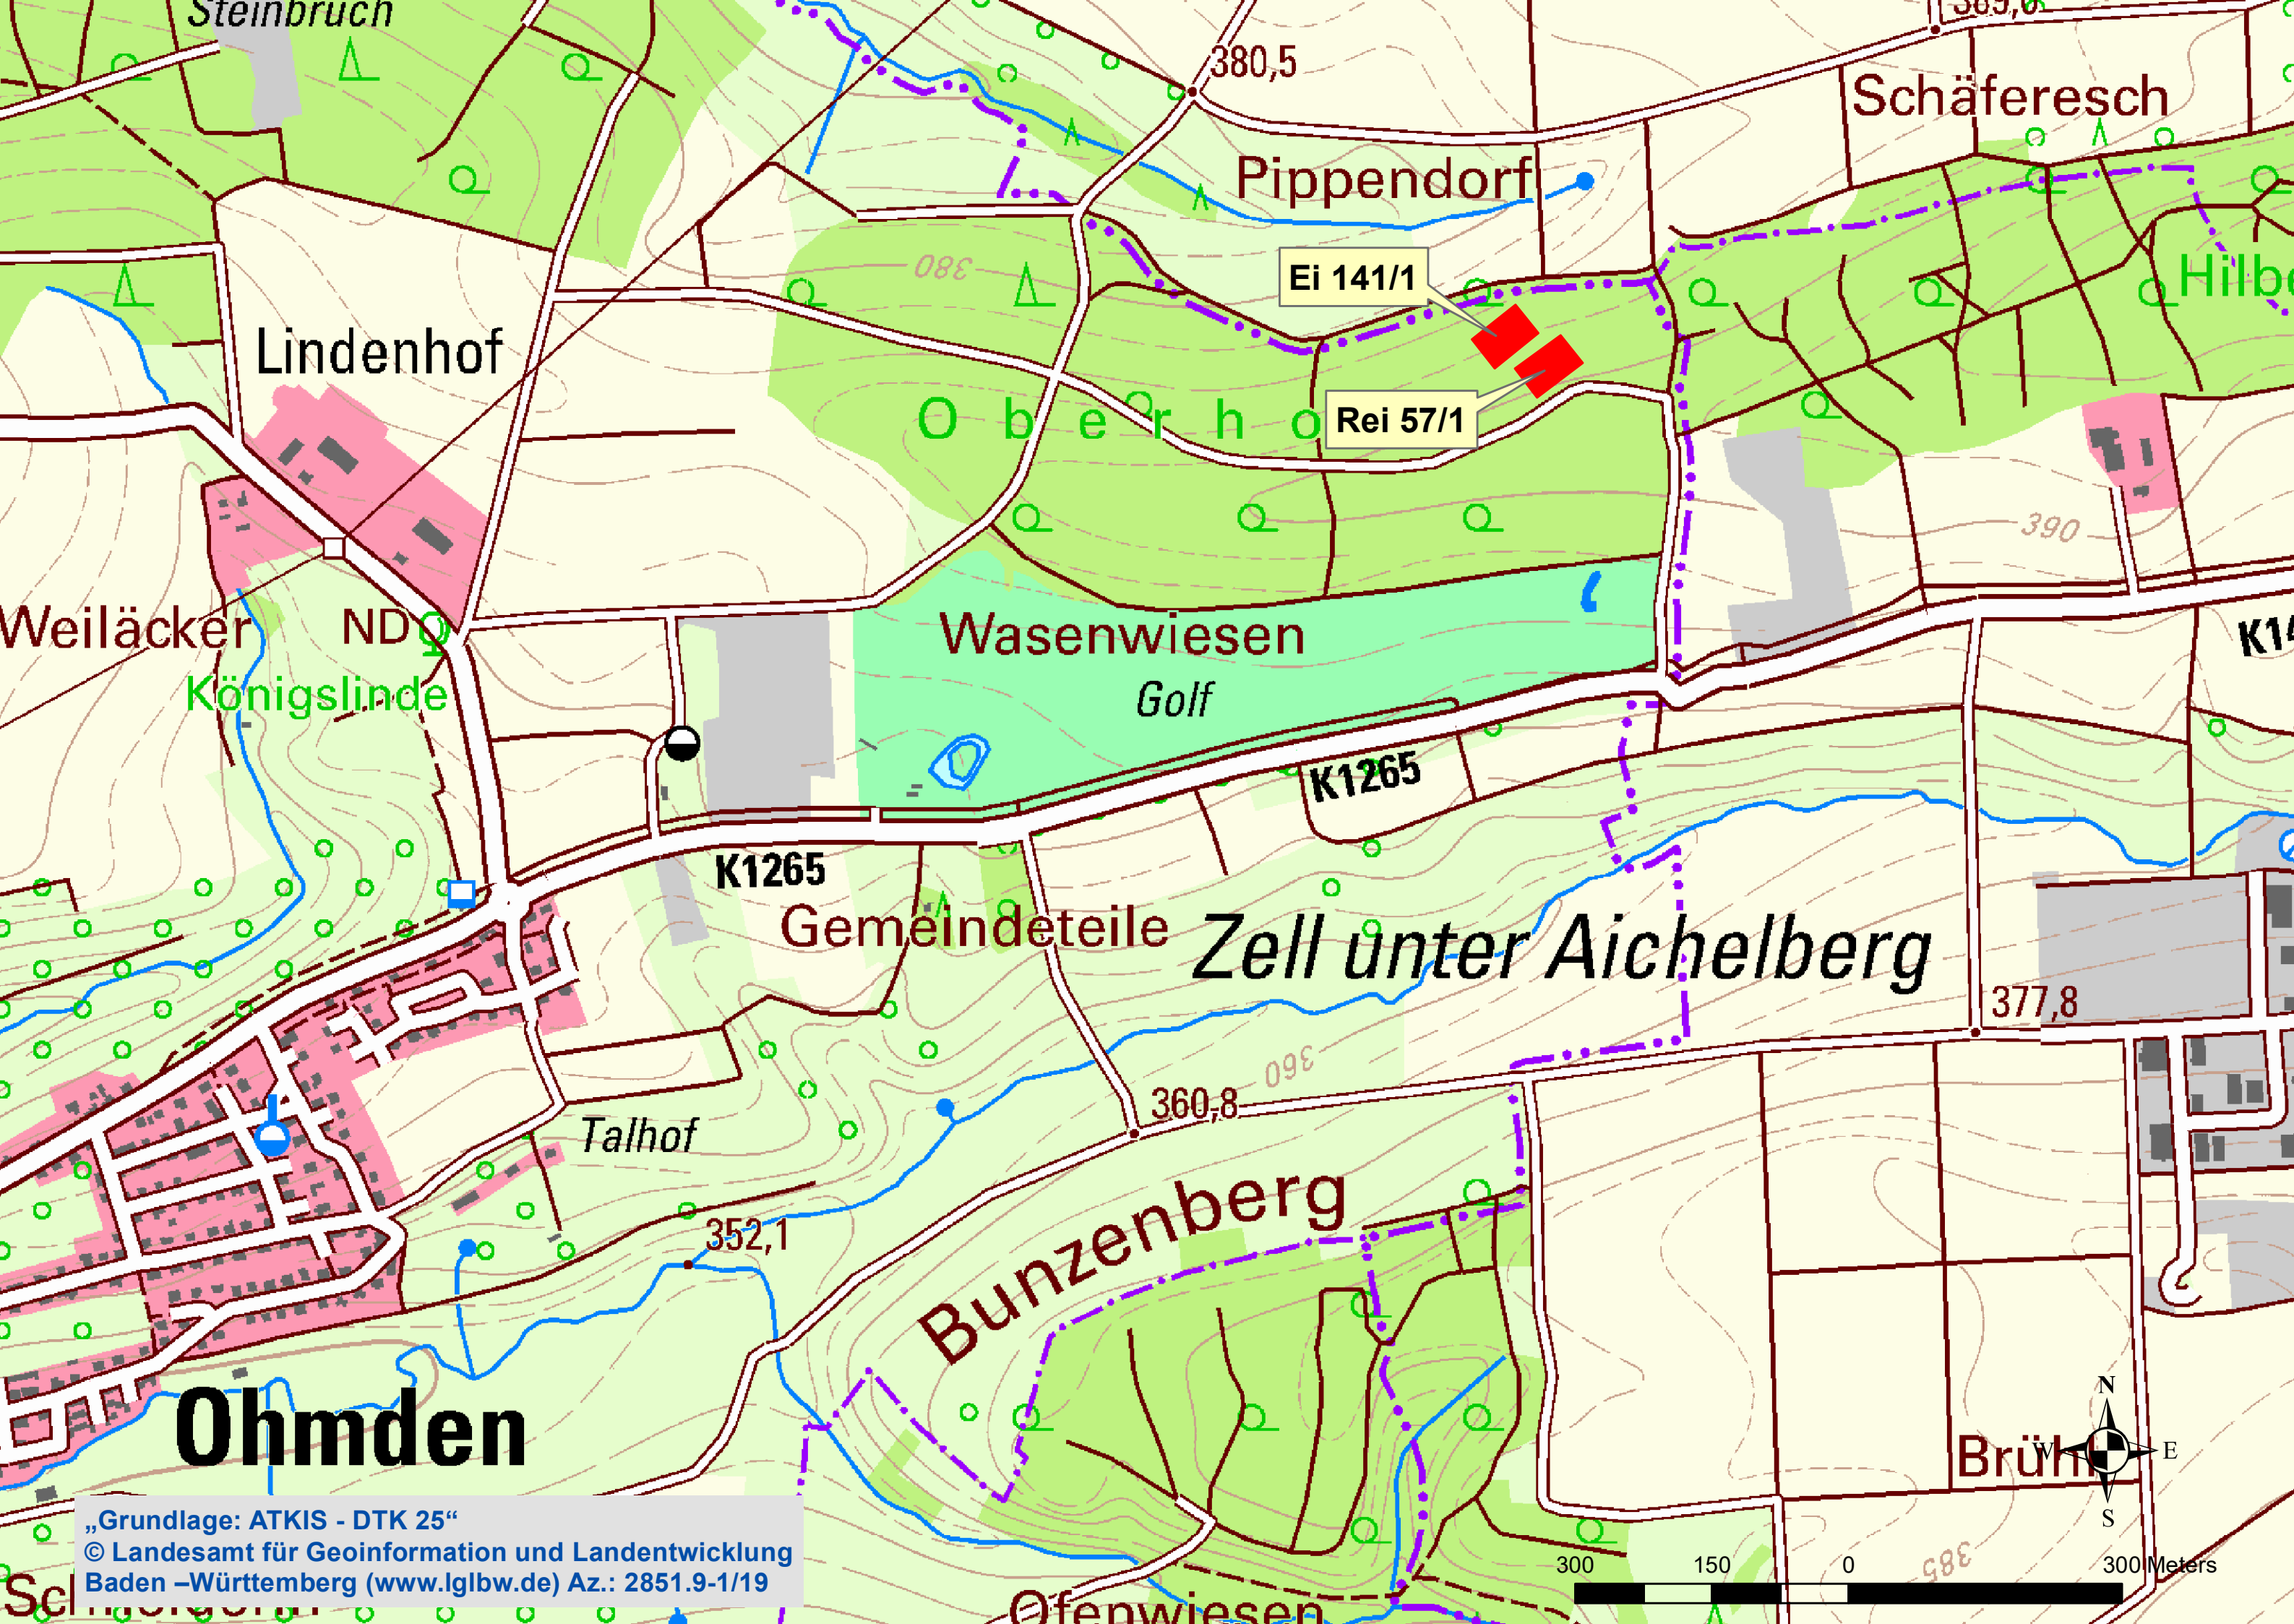 Steinbruch
380,5
Schäferesch
Pippendorf
380
Ei 141/1
Lindenhof
Oberho
Rei 57/1
390
Weiläcker
ND
Wasenwiesen
Königslinde
Golf
K1265
K1265
Gemeindeteile
Zell unter Aichelberg
377,8
360
360,8
Talhof
352,1
Bunzenberg
Ohmden
N
Brühl
W
E
S
„Grundlage: ATKIS - DTK 25“
© Landesamt für Geoinformation und Landentwicklung
Baden –Württemberg (www.lglbw.de) Az.: 2851.9-1/19
300 150 0 300 Meters
385
Ofenwiesen